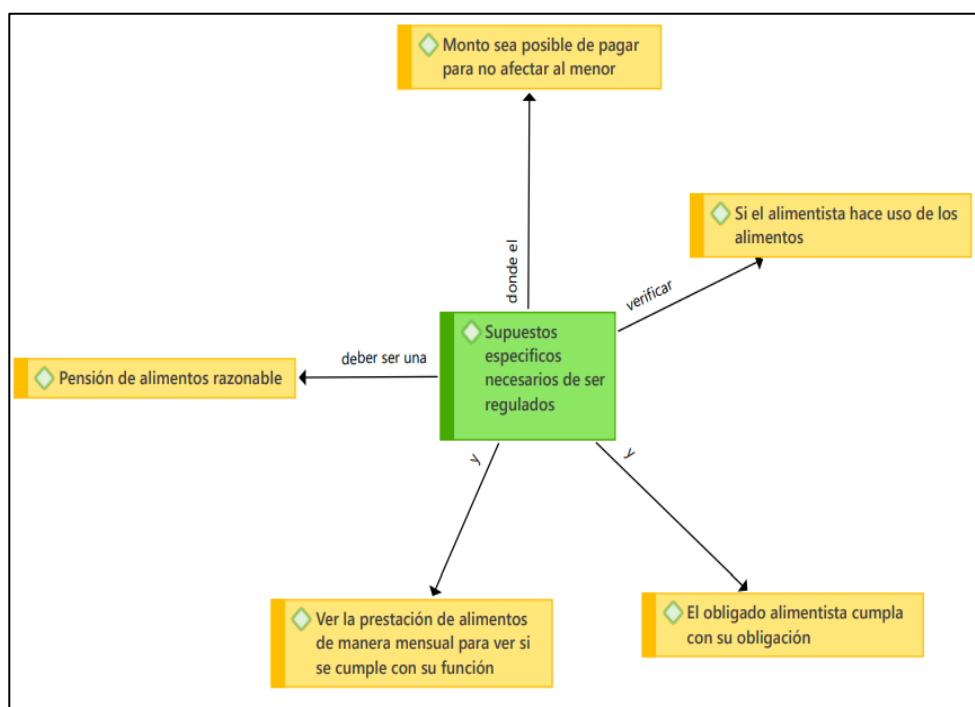 Monto sea posible de pagar
para no afectar al menor
Si el alimentista hace uso de los
alimentos
donde el
verificar
Supuestos
especificos
necesarios de ser
regulados
deber ser una
Pensión de alimentos razonable
y
y
Ver la prestación de alimentos
de manera mensual para ver si
se cumple con su función
El obligado alimentista cumpla
con su obligación